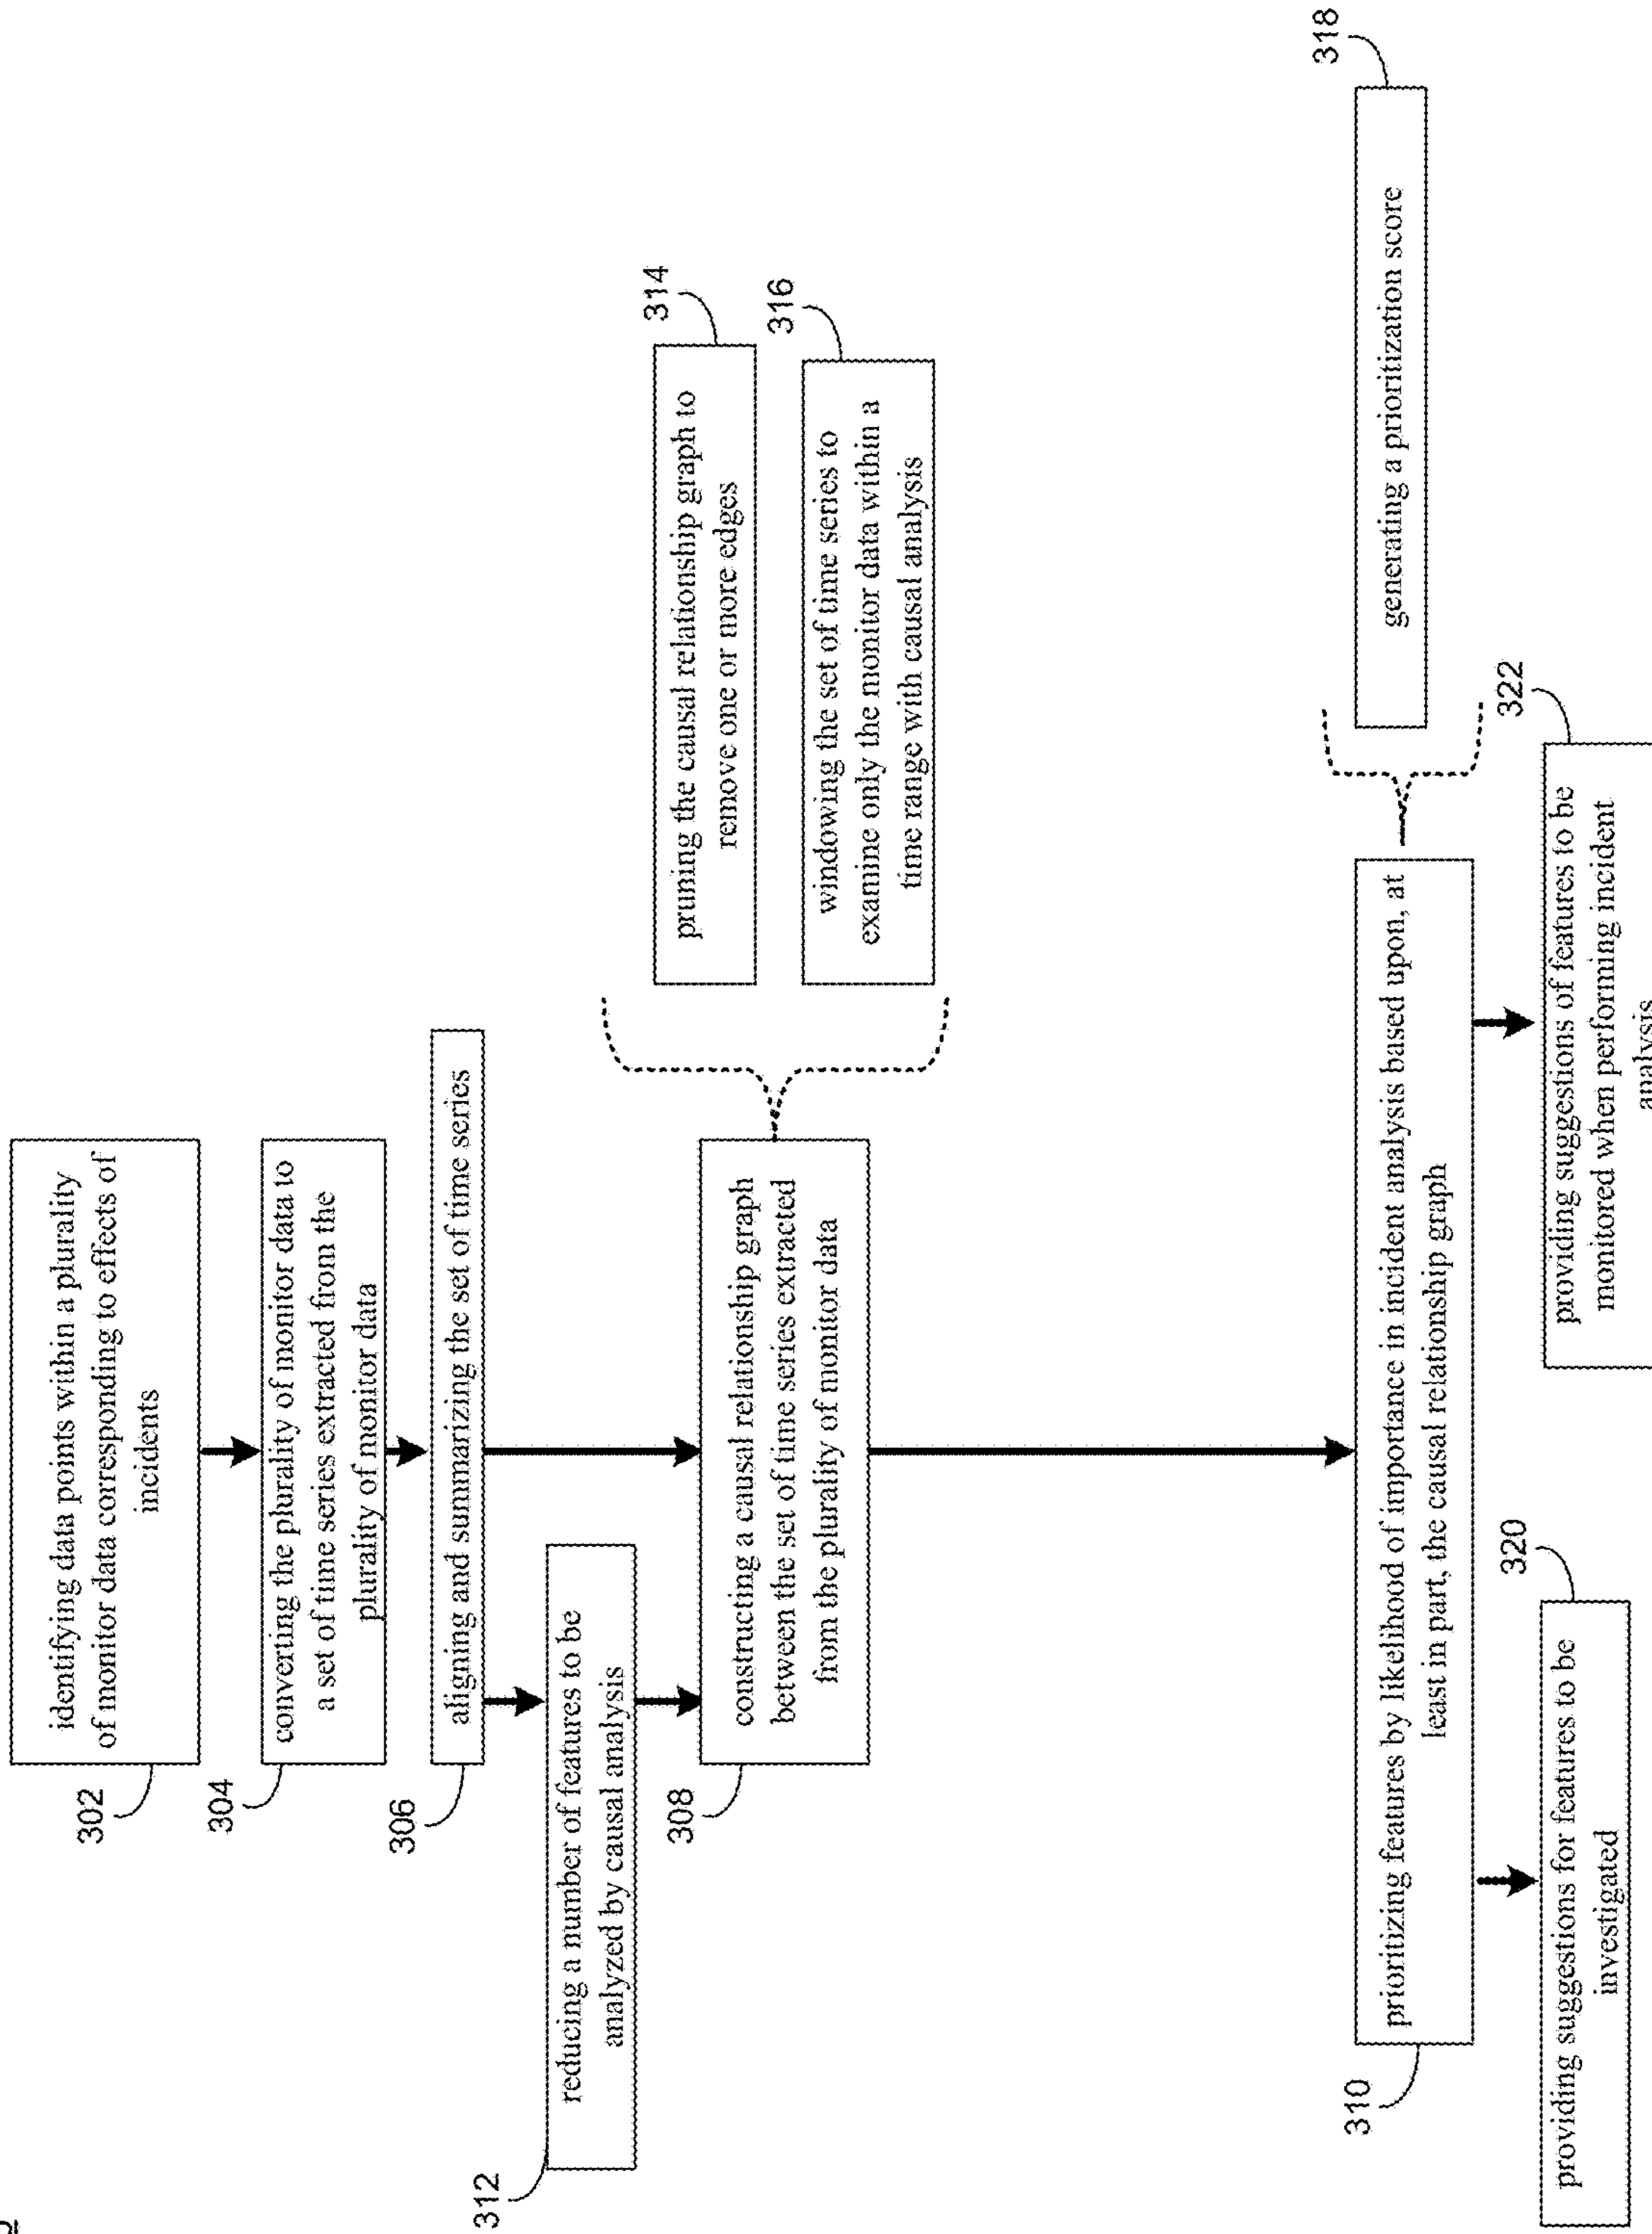 identifying data points within a plurality
of monitor data corresponding to effects of
incidents
302
converting the plurality of monitor data to
a set of time series extracted from the
plurality of monitor data
304
aligning and summarizing the set of time series
306
reducing a number of features to be
analyzed by causal analysis
312
constructing a causal relationship graph
between the set of time series extracted
from the plurality of monitor data
308
pruning the causal relationship graph to
remove one or more edges
314
windowing the set of time series to
examine only the monitor data within a
time range with causal analysis
316
prioritizing features by likelihood of importance in incident analysis based upon, at
least in part, the causal relationship graph
310
generating a prioritization score
318
providing suggestions for features to be
investigated
320
providing suggestions of features to be
monitored when performing incident
analysis
322